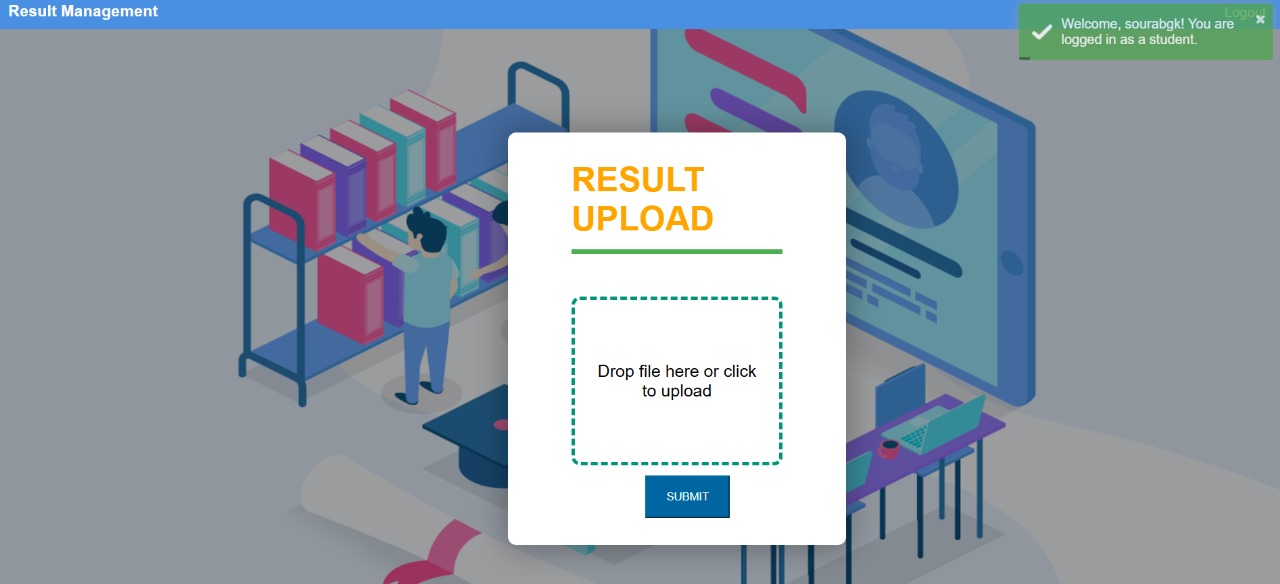 Result Management
Logout
Welcome, sourabgk! You are
logged in as a student.
×
RESULT
UPLOAD
Drop file here or click
to upload
SUBMIT